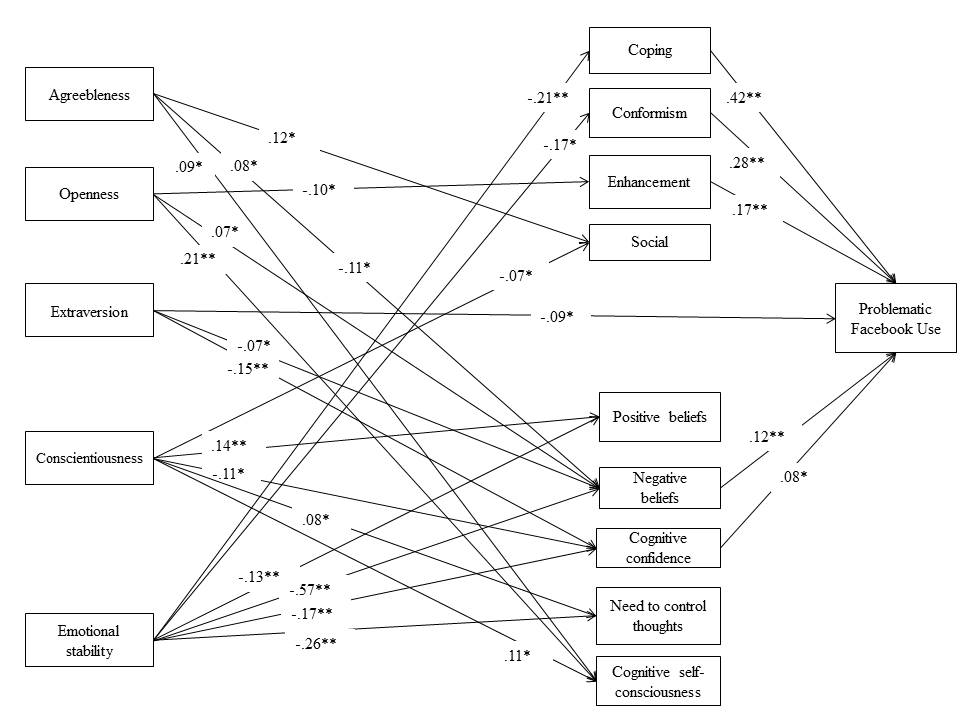 Coping
Agreebleness
-.21**
.42**
Conformism
.12*
-.17*
.28**
.09*
.08*
Enhancement
Openness
-.10*
.17**
.07*
Social
.21**
-.11*
-.07*
Extraversion
-.09*
Problematic
Facebook Use
-.07*
-.15**
Positive beliefs
.14**
.12**
Conscientiousness
-.11*
Negative
beliefs
.08*
.08*
Cognitive
confidence
-.13**
-.57**
-.17**
Need to control
thoughts
Emotional
stability
-.26**
.11*
Cognitive self-
consciousness